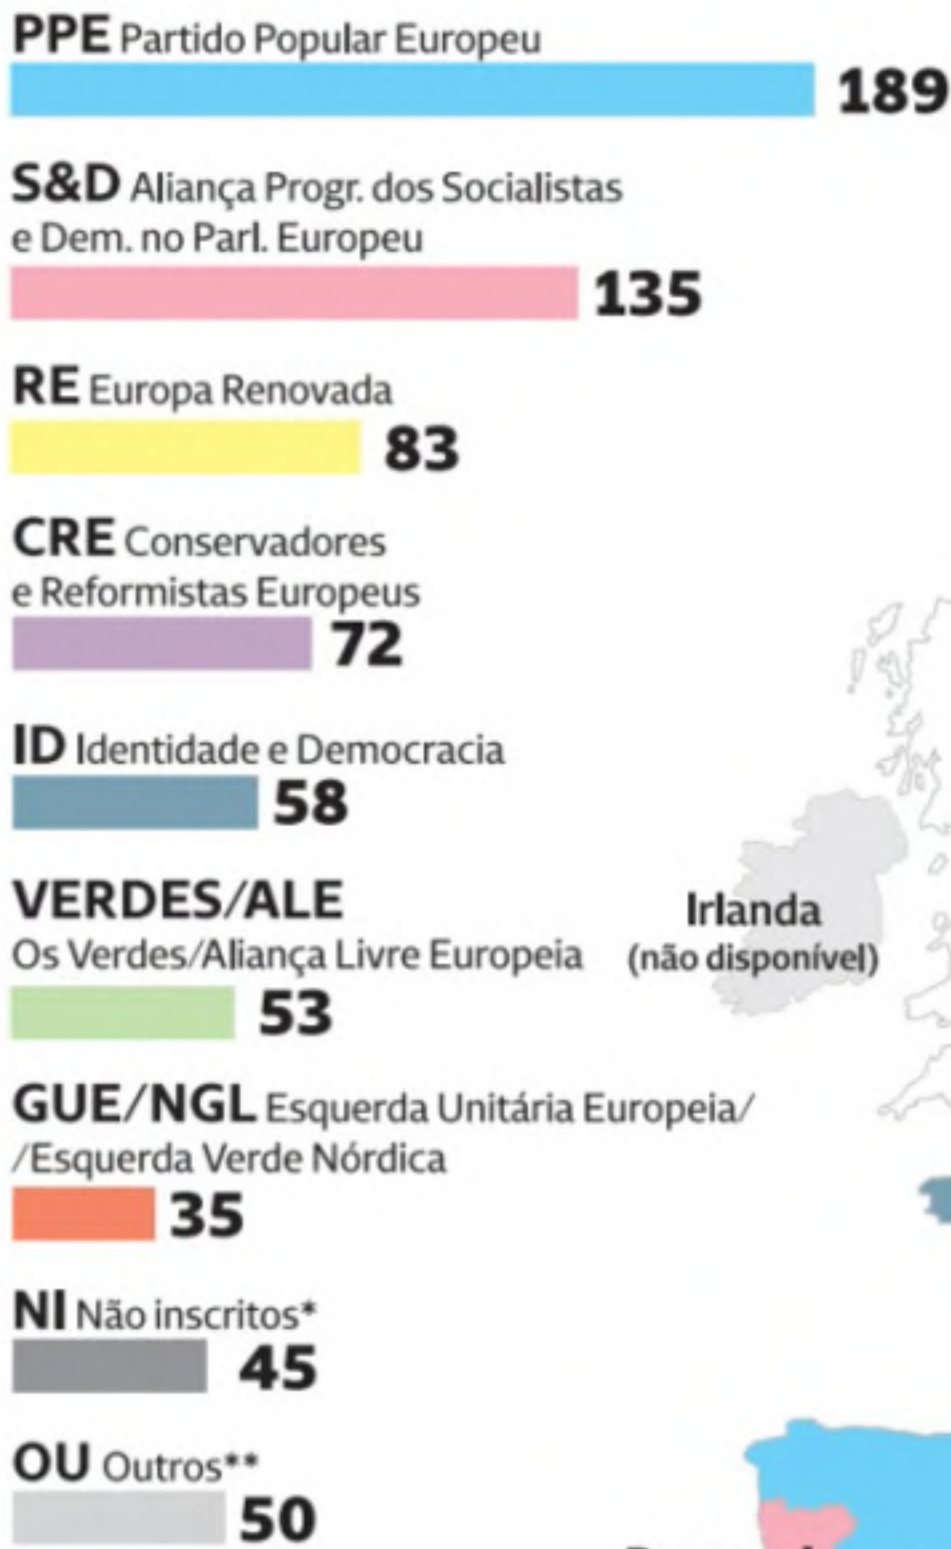 PPE Partido Popular Europeu
189
S&D Aliança Progr. dos Socialistas
e Dem. no Parl. Europeu
135
RE Europa Renovada
83
CRE Conservadores
e Reformistas Europeus
72
ID Identidade e Democracia
58
VERDES/ALE
Os Verdes/Aliança Livre Europeia
53
GUE/NGL Esquerda Unitária Europeia/
/Esquerda Verde Nórdica
35
NI Não inscritos*
45
OU Outros**
50
Irlanda
(não disponível)